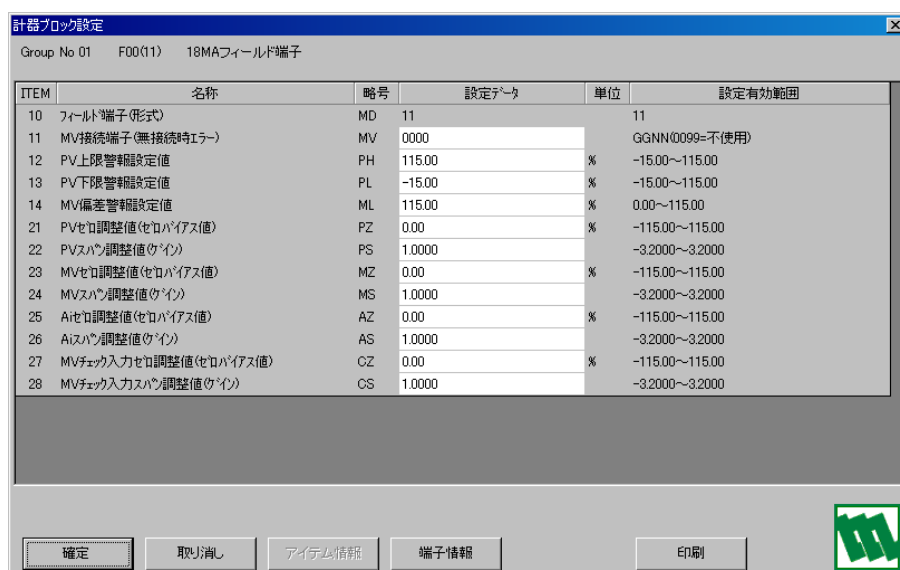 計器ブロック設定
Group No 01 F00(11) 18MAフィールド端子
ITEM 名称 略号 設定データ 単位 設定有効範囲
10 フィールド端子(形式) MD 11 11
11 MV接続端子(無接続時エラー) MV 0000 GGNN(0099=不使用)
12 PV上限警報設定値 PH 115.00 % -15.00～115.00
13 PV下限警報設定値 PL -15.00 % -15.00～115.00
14 MV偏差警報設定値 ML 115.00 % 0.00～115.00
21 PVゼロ調整値(ゼロバイアス値) PZ 0.00 % -115.00～115.00
22 PVスパン調整値(ゲイン) PS 1.0000 -3.2000～3.2000
23 MVゼロ調整値(ゼロバイアス値) MZ 0.00 % -115.00～115.00
24 MVスパン調整値(ゲイン) MS 1.0000 -3.2000～3.2000
25 Aiゼロ調整値(ゼロバイアス値) AZ 0.00 % -115.00～115.00
26 Aiスパン調整値(ゲイン) AS 1.0000 -3.2000～3.2000
27 MVチェック入力ゼロ調整値(ゼロバイアス値) CZ 0.00 % -115.00～115.00
28 MVチェック入力スパン調整値(ゲイン) CS 1.0000 -3.2000～3.2000
確定 取り消し アイテム情報 端子情報 印刷